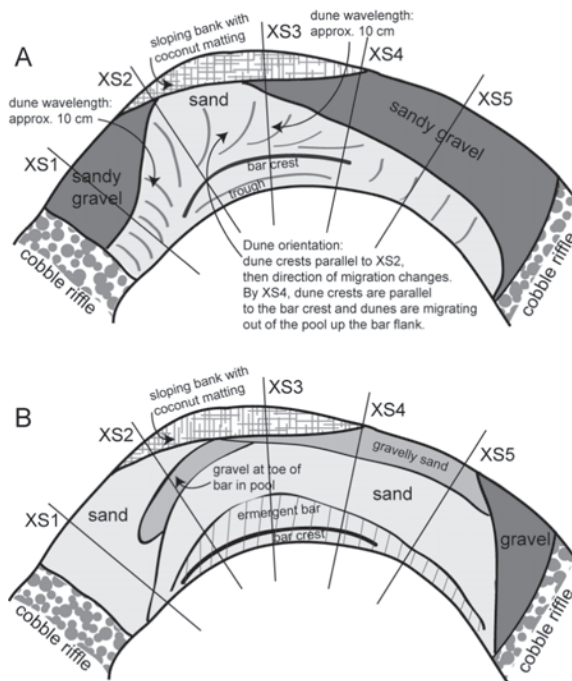 A
sloping bank with
coconut matting
dune wavelength:
approx. 10 cm
XS3
XS4
XS2
dune wavelength:
approx. 10 cm
sand
XS5
sandy gravel
XS1
sandy
gravel
bar crest
trough
cobble riffle
Dune orientation:
dune crests parallel to XS2,
then direction of migration changes.
By XS4, dune crests are parallel
to the bar crest and dunes are migrating
out of the pool up the bar flank.
cobble riffle
B
sloping bank with
coconut matting
XS3
XS4
XS2
gravelly sand
XS5
gravel at toe of
bar in pool
XS1
sand
sand
ermergent bar
bar crest
gravel
cobble riffle
cobble riffle